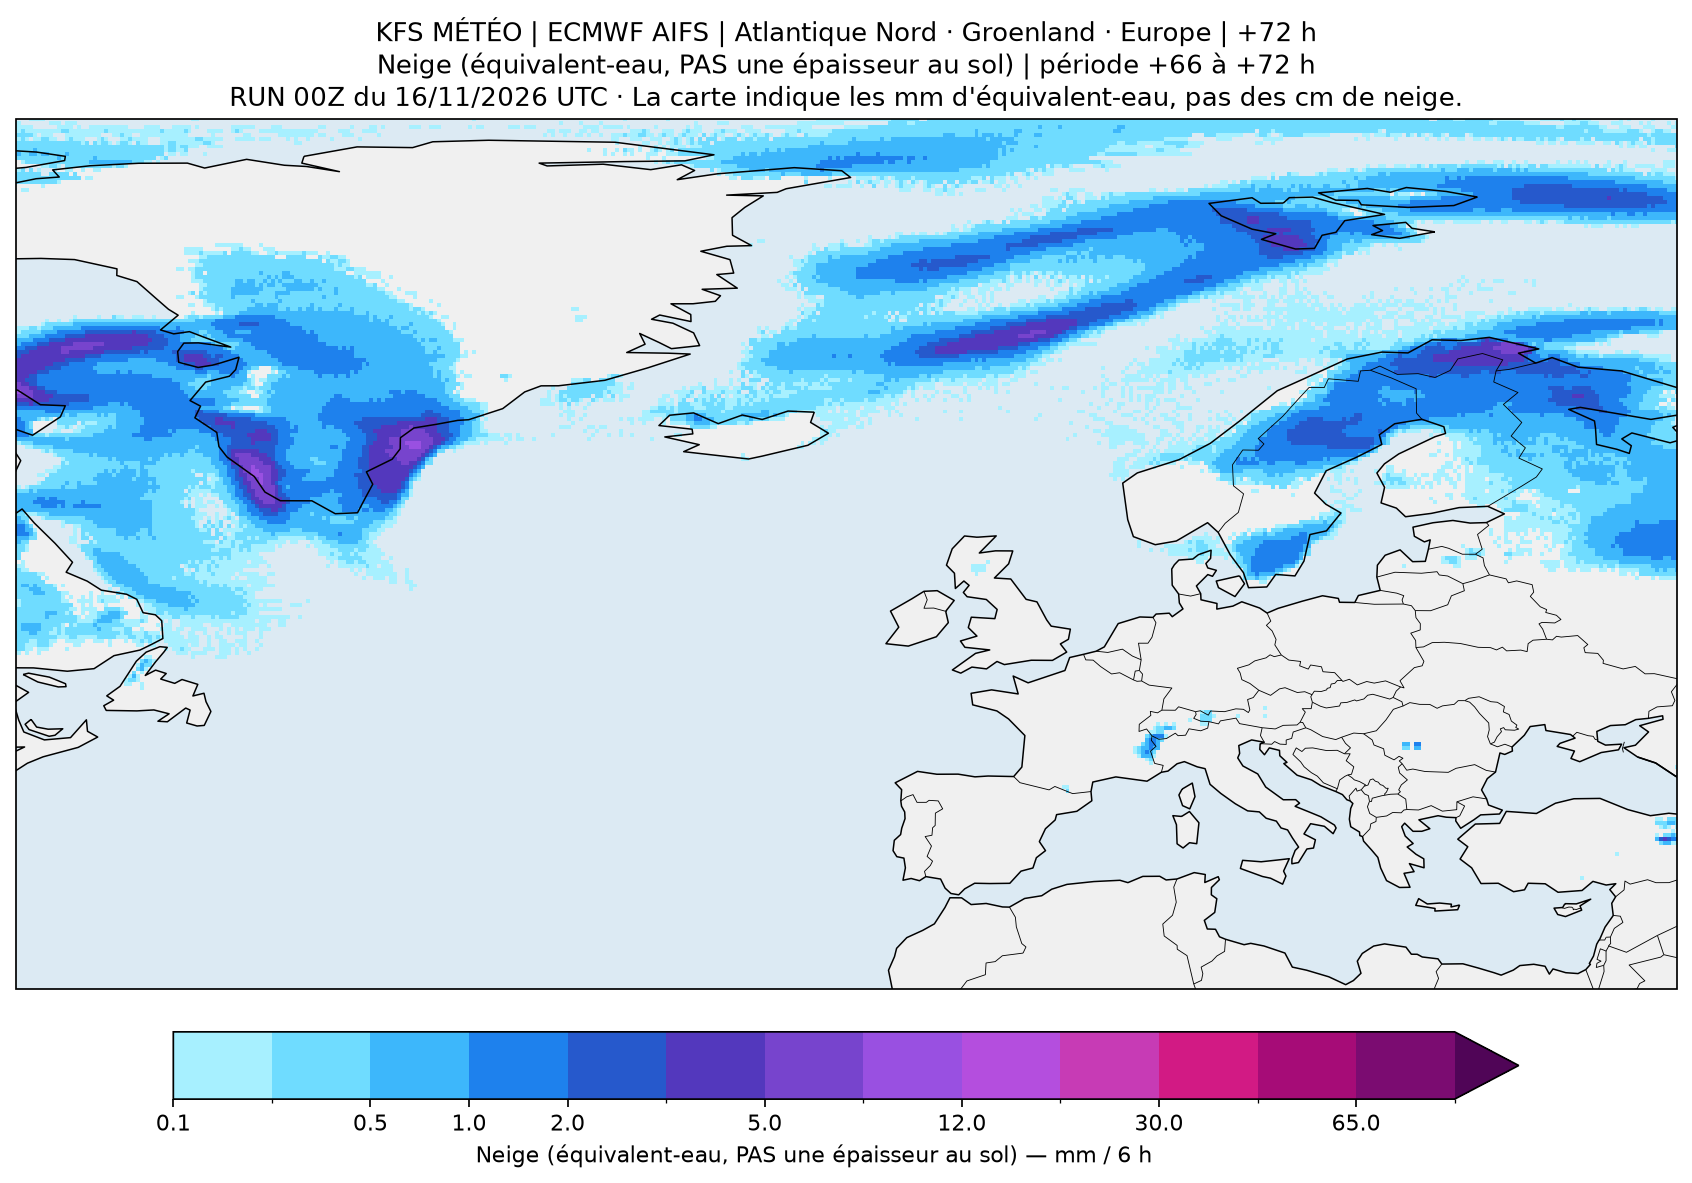 KFS MÉTÉO | ECMWF AIFS | Atlantique Nord · Groenland · Europe | +72 h
Neige (équivalent-eau, PAS une épaisseur au sol) | période +66 à +72 h
RUN 00Z du 16/11/2026 UTC · La carte indique les mm d'équivalent-eau, pas des cm de neige.
0.1 0.5 1.0 2.0 5.0 12.0 30.0 65.0
Neige (équivalent-eau, PAS une épaisseur au sol) — mm / 6 h